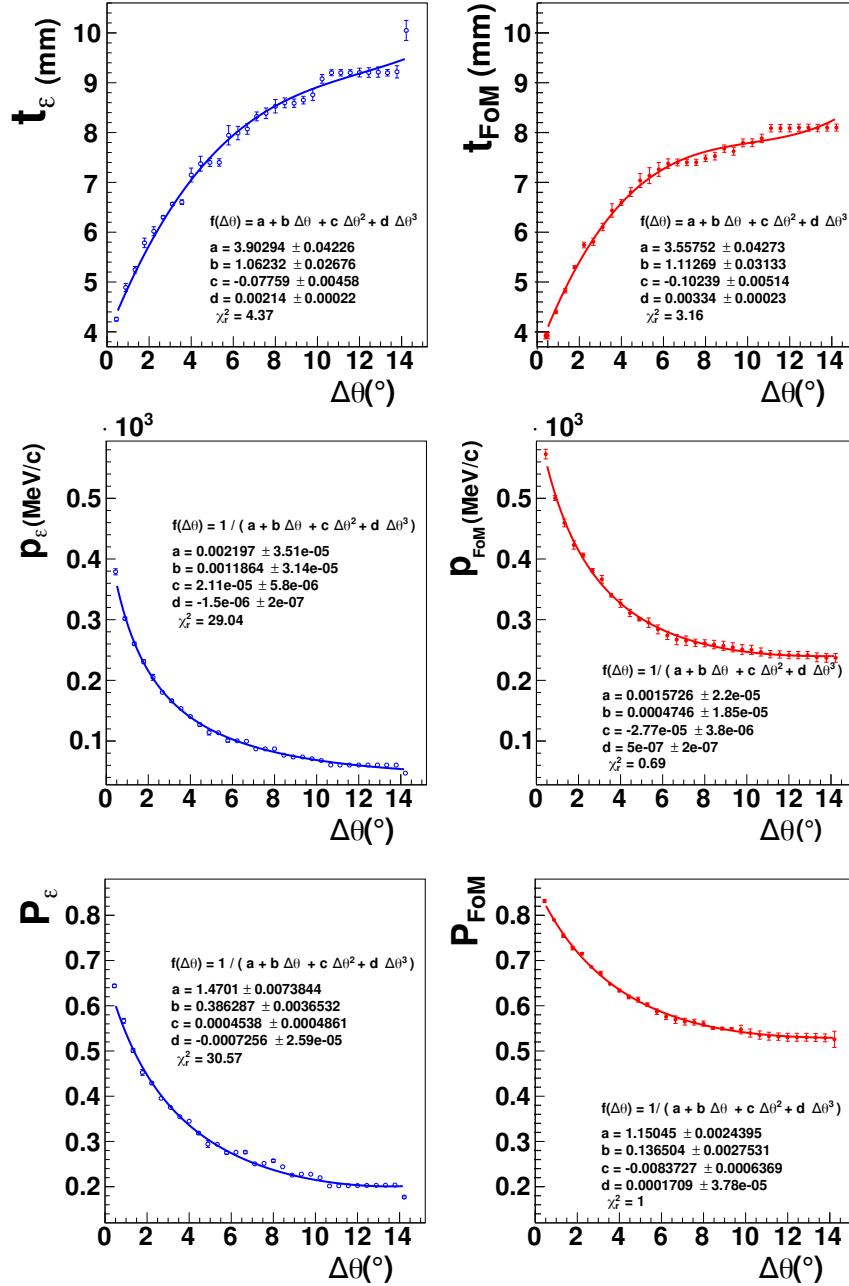 t_ε (mm)
10
9
8
7
6
5
4
f(Δθ) = a + b Δθ + c Δθ² + d Δθ³
a = 3.90294 ± 0.04226
b = 1.06232 ± 0.02676
c = -0.07759 ± 0.00458
d = 0.00214 ± 0.00022
χ²_r = 4.37
0 2 4 6 8 10 12 14
Δθ(°)
t_FoM (mm)
10
9
8
7
6
5
4
f(Δθ) = a + b Δθ + c Δθ² + d Δθ³
a = 3.55752 ± 0.04273
b = 1.11269 ± 0.03133
c = -0.10239 ± 0.00514
d = 0.00334 ± 0.00023
χ²_r = 3.16
0 2 4 6 8 10 12 14
Δθ(°)
· 10³
p_ε (MeV/c)
0.5
0.4
0.3
0.2
0.1
f(Δθ) = 1 / ( a + b Δθ + c Δθ² + d Δθ³)
a = 0.002197 ± 3.51e-05
b = 0.0011864 ± 3.14e-05
c = 2.11e-05 ± 5.8e-06
d = -1.5e-06 ± 2e-07
χ²_r = 29.04
0 2 4 6 8 10 12 14
Δθ(°)
· 10³
p_FoM (MeV/c)
0.5
0.4
0.3
0.2
0.1
f(Δθ) = 1/ ( a + b Δθ + c Δθ² + d Δθ³)
a = 0.0015726 ± 2.2e-05
b = 0.0004746 ± 1.85e-05
c = -2.77e-05 ± 3.8e-06
d = 5e-07 ± 2e-07
χ²_r = 0.69
0 2 4 6 8 10 12 14
Δθ(°)
P_ε
0.8
0.7
0.6
0.5
0.4
0.3
0.2
f(Δθ) = 1 / ( a + b Δθ + c Δθ² + d Δθ³)
a = 1.4701 ± 0.0073844
b = 0.386287 ± 0.0036532
c = 0.0004538 ± 0.0004861
d = -0.0007256 ± 2.59e-05
χ²_r = 30.57
0 2 4 6 8 10 12 14
Δθ(°)
P_FoM
0.8
0.7
0.6
0.5
0.4
0.3
0.2
f(Δθ) = 1/ ( a + b Δθ + c Δθ² + d Δθ³)
a = 1.15045 ± 0.0024395
b = 0.136504 ± 0.0027531
c = -0.0083727 ± 0.0006369
d = 0.0001709 ± 3.78e-05
χ²_r = 1
0 2 4 6 8 10 12 14
Δθ(°)